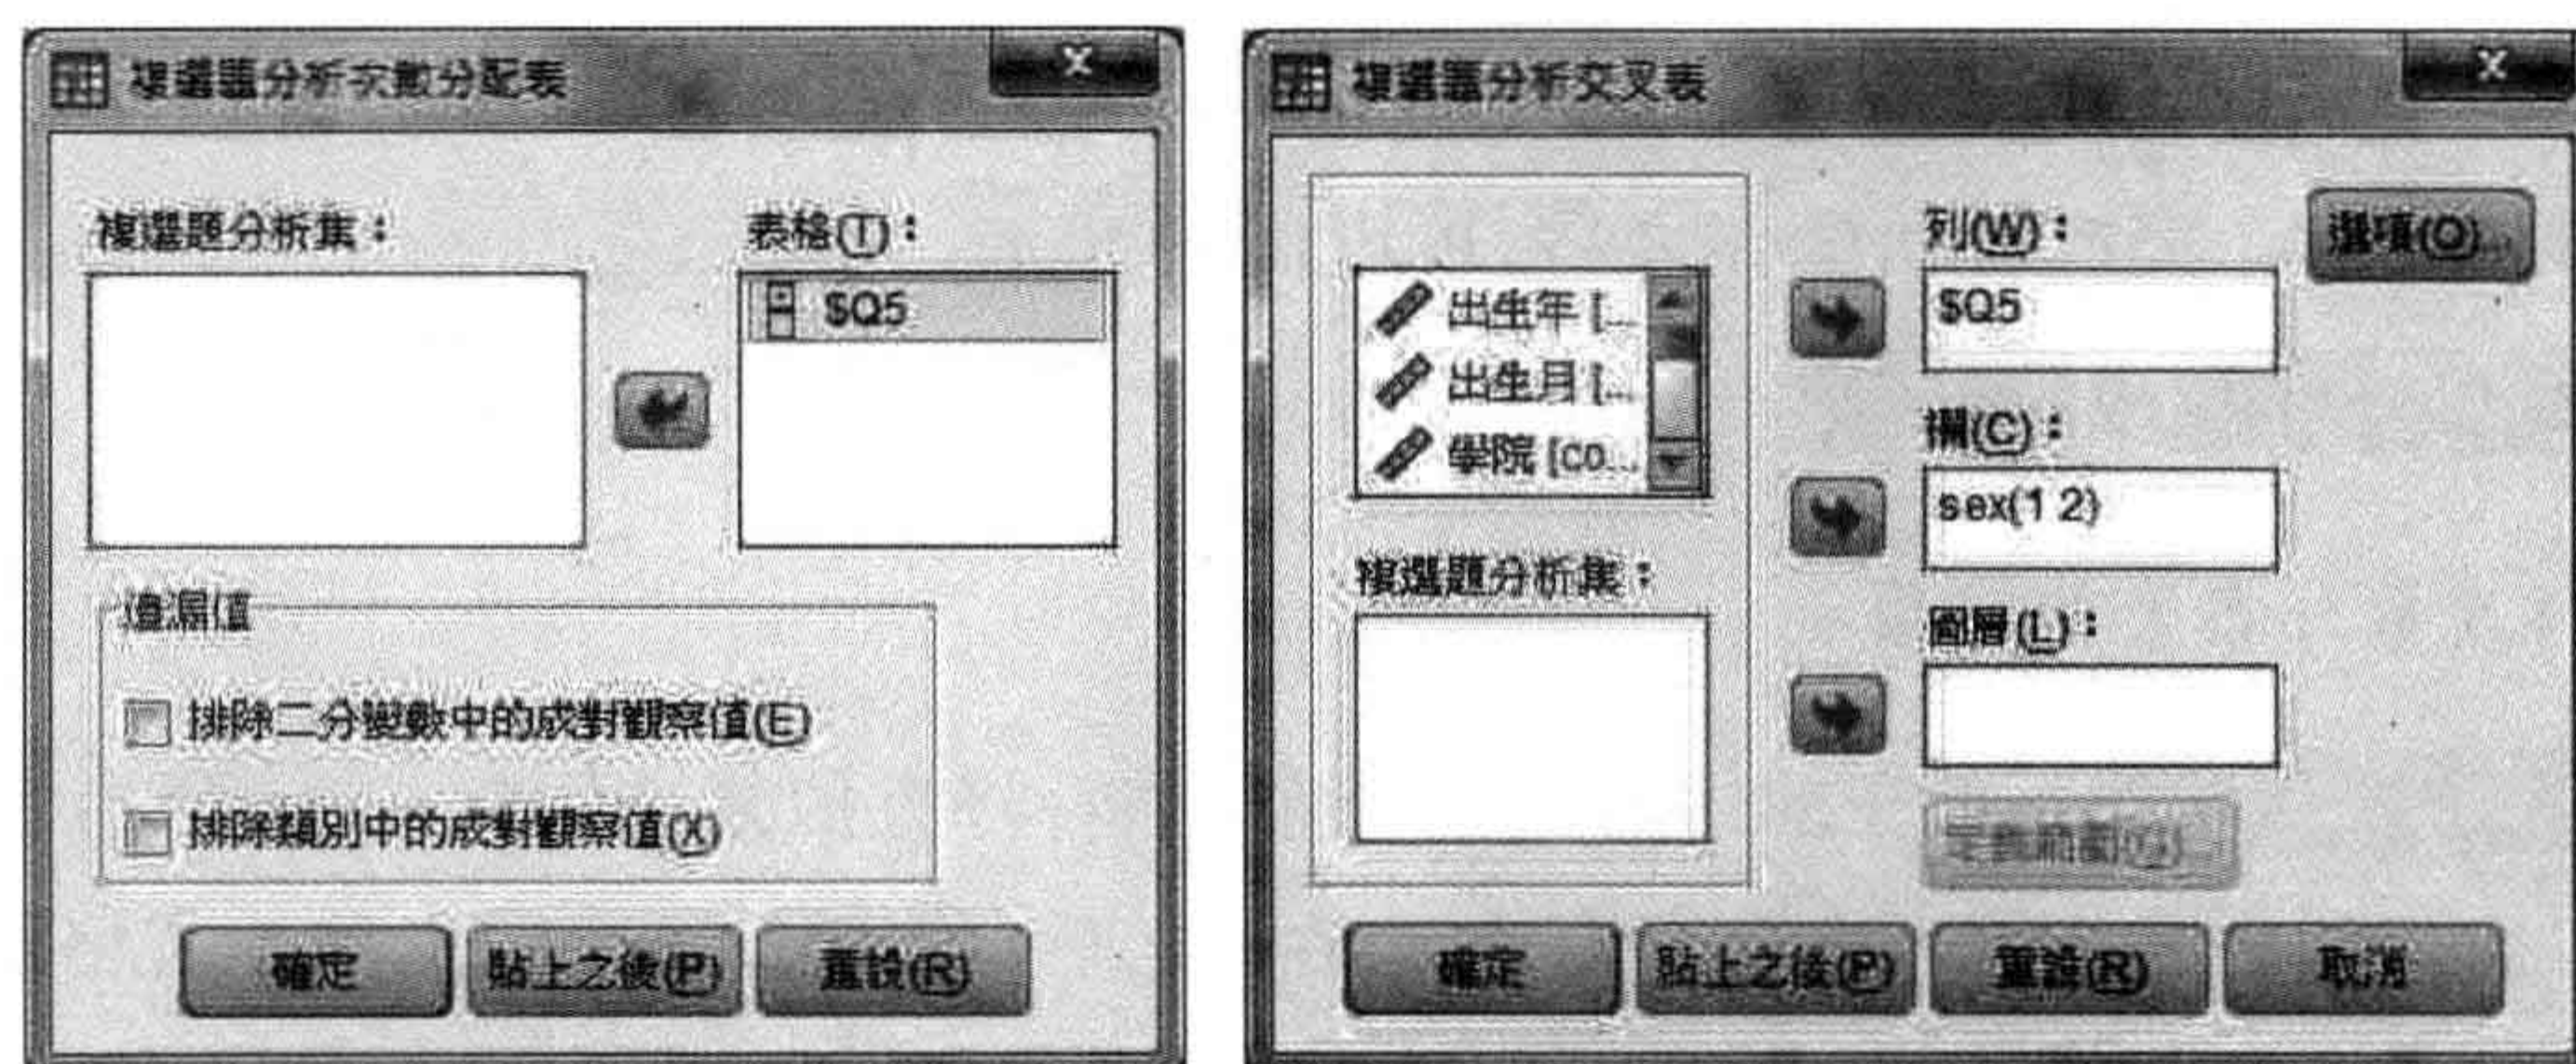 複選題分析次數分配表
X
複選題分析集：
表格(T)：
$Q5
遺漏值
排除二分變數中的成對觀察值(E)
排除類別中的成對觀察值(X)
確定
貼上之後(P)
重設(R)
複選題分析交叉表
X
出生年 [...
出生月 [...
學院 [co...
複選題分析集：
列(W)：
$Q5
欄(C)：
sex(1 2)
圖層(L)：
定義範圍(G)...
選項(O)...
確定
貼上之後(P)
重設(R)
取消